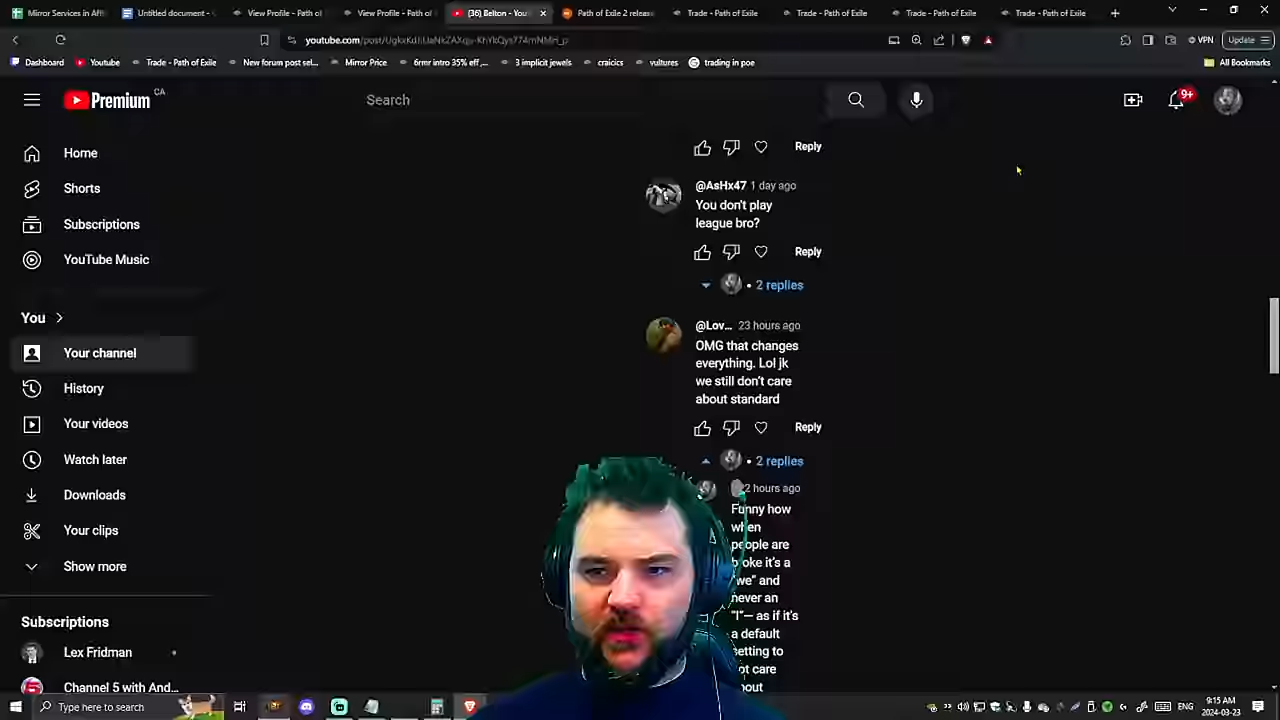 Mirror Services in Aff
Untitled document -
View Profile - Path of
View Profile - Path of
(36) Belton - You
Path of Exile 2 releas
Trade - Path of Exile
Trade - Path of Exile
Trade - Path of Exile
Trade - Path of Exile
youtube.com
VPN
Update
Dashboard
Youtube
Trade - Path of Exile
New forum post sel...
Mirror Price
6rmr intro 35% eff ,...
3 implicit jewels
craicics
vultures
trading in poe
All Bookmarks
Premium CA
Search
9+
Home
Shorts
Subscriptions
YouTube Music
You
Your channel
History
Your videos
Watch later
Downloads
Your clips
Show more
Subscriptions
Lex Fridman
Channel 5 with And...
Reply
@AsHx47 1 day ago
You don't play
league bro?
Reply
• 2 replies
@Lov... 23 hours ago
OMG that changes
everything. Lol jk
we still don't care
about standard
Reply
• 2 replies
2 hours ago
Funny how
when
people are
broke it's a
"we" and
never an
"I"— as if it's
a default
setting to
not care
about
Type here to search
ENG
9:15 AM
2024-03-23